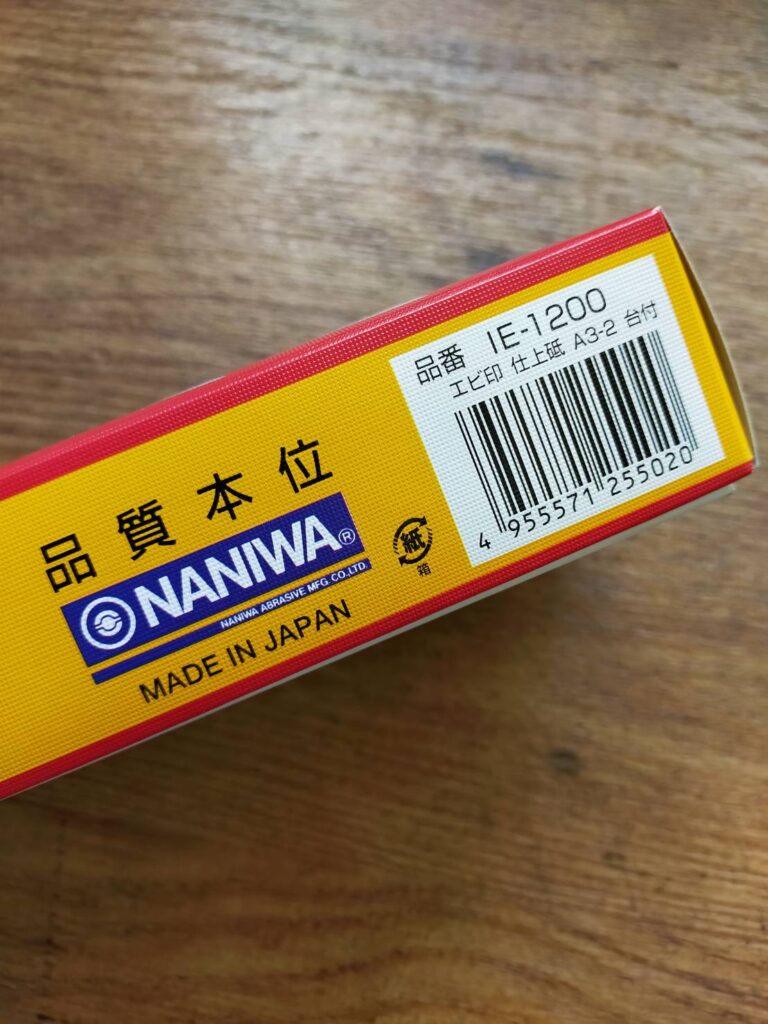 品番 IE-1200
エビ印 仕上砥 A3-2 台付
4 955571 255020
品質本位
NANIWA®
NANIWA ABRASIVE MFG. CO.,LTD.
MADE IN JAPAN
紙
箱